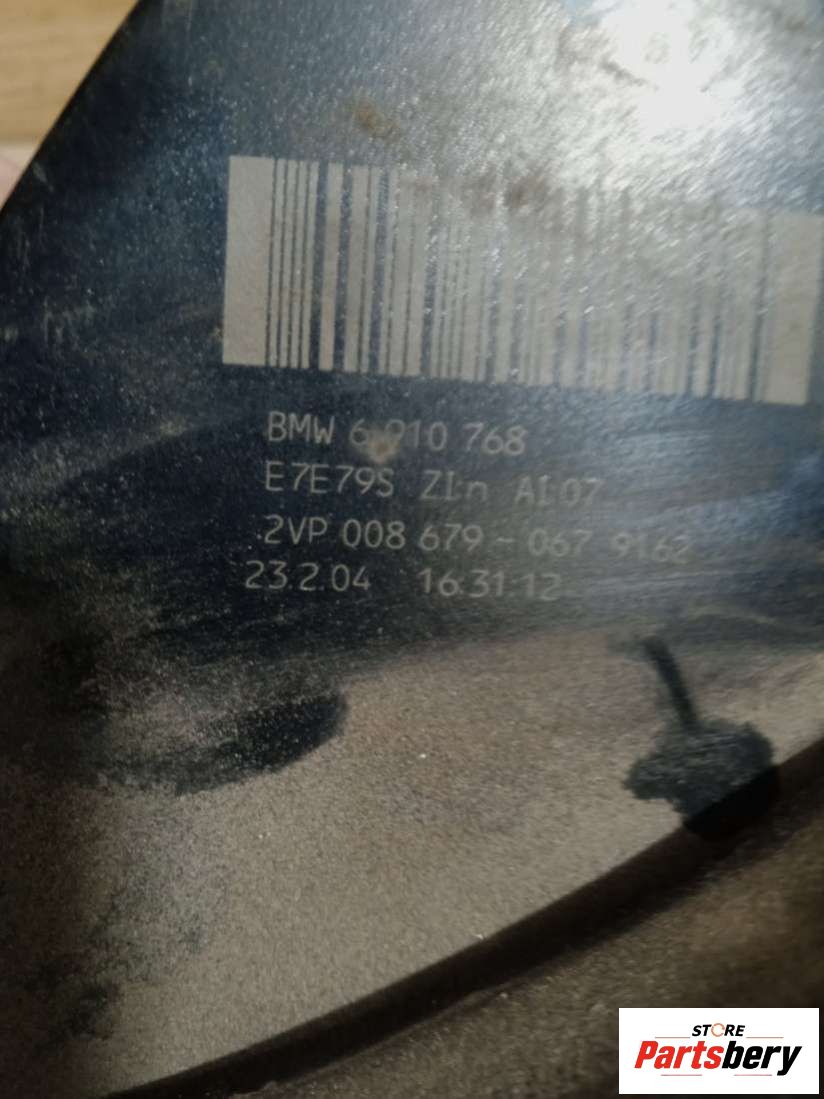 BMW 6 910 768
E7E79S ZI:n AI:07
2VP 008 679-067 9162
23.2.04 16:31:12
STORE
Partsbery